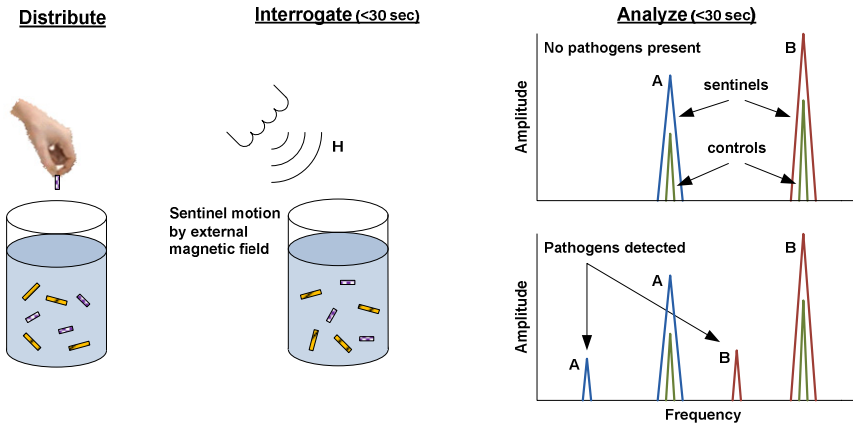 Distribute
Interrogate (<30 sec)
H
Sentinel motion
by external
magnetic field
Analyze (<30 sec)
No pathogens present
B
A
sentinels
controls
Amplitude
Pathogens detected
B
A
A
B
Amplitude
Frequency